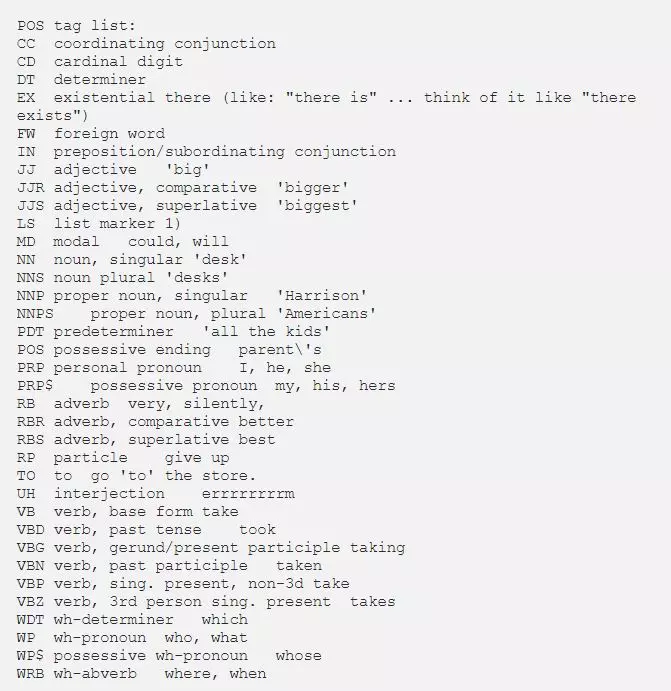 POS tag list:
CC  coordinating conjunction
CD  cardinal digit
DT  determiner
EX  existential there (like: "there is" ... think of it like "there
exists")
FW  foreign word
IN  preposition/subordinating conjunction
JJ  adjective   'big'
JJR adjective, comparative  'bigger'
JJS adjective, superlative  'biggest'
LS  list marker 1)
MD  modal   could, will
NN  noun, singular 'desk'
NNS noun plural 'desks'
NNP proper noun, singular   'Harrison'
NNPS    proper noun, plural 'Americans'
PDT predeterminer   'all the kids'
POS possessive ending   parent\'s
PRP personal pronoun    I, he, she
PRP$    possessive pronoun  my, his, hers
RB  adverb  very, silently,
RBR adverb, comparative better
RBS adverb, superlative best
RP  particle    give up
TO  to  go 'to' the store.
UH  interjection    errrrrrrrm
VB  verb, base form take
VBD verb, past tense    took
VBG verb, gerund/present participle taking
VBN verb, past participle   taken
VBP verb, sing. present, non-3d take
VBZ verb, 3rd person sing. present  takes
WDT wh-determiner   which
WP  wh-pronoun  who, what
WP$ possessive wh-pronoun   whose
WRB wh-abverb   where, when